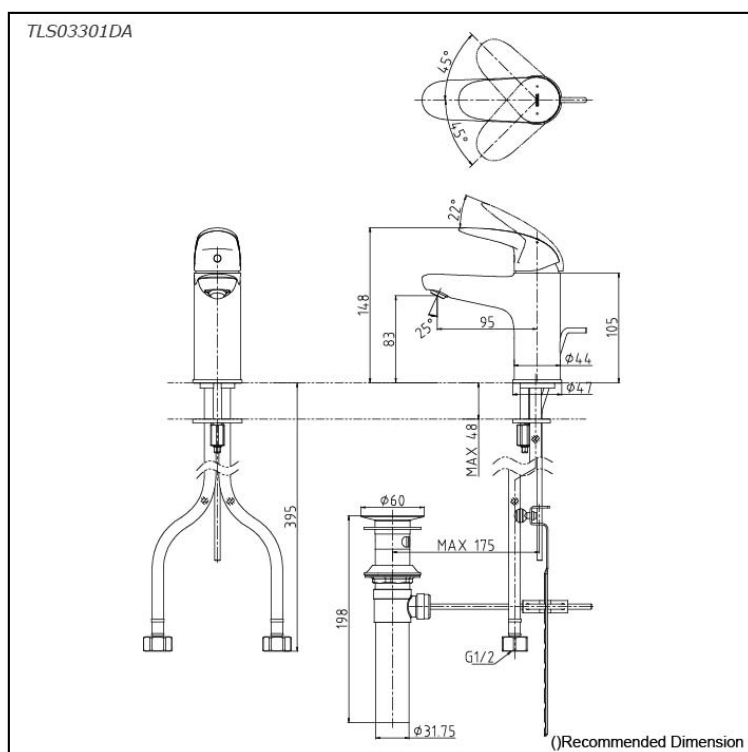 TLS03301DA
45°
45°
22°
148
83
25°
95
105
Φ44
Φ47
MAX 48
395
Φ60
MAX 175
198
G1/2
Φ31.75
()Recommended Dimension